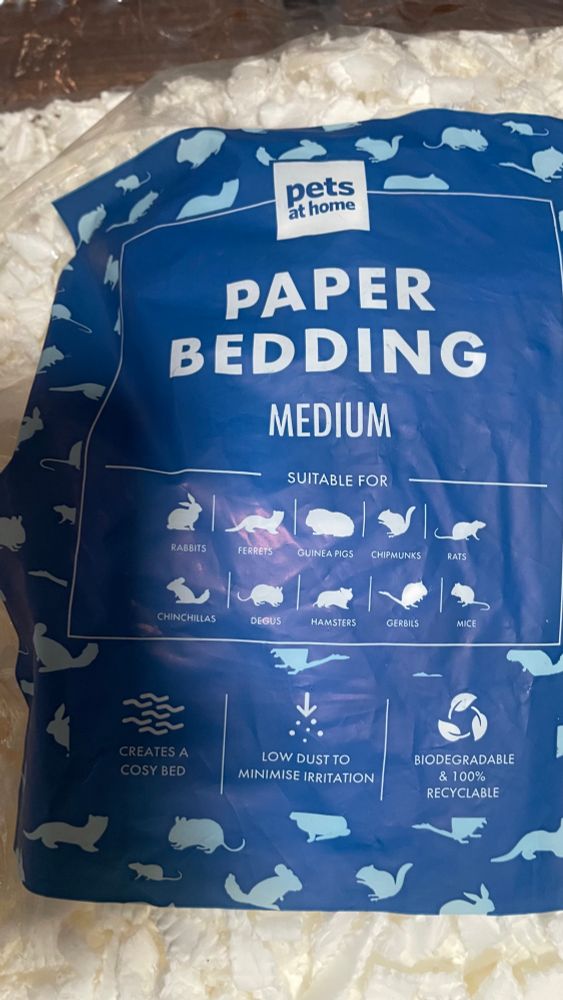 pets
at home
PAPER
BEDDING
MEDIUM
SUITABLE FOR
RABBITS FERRETS GUINEA PIGS CHIPMUNKS RATS
CHINCHILLAS DEGUS HAMSTERS GERBILS MICE
CREATES A
COSY BED
LOW DUST TO
MINIMISE IRRITATION
BIODEGRADABLE
& 100%
RECYCLABLE